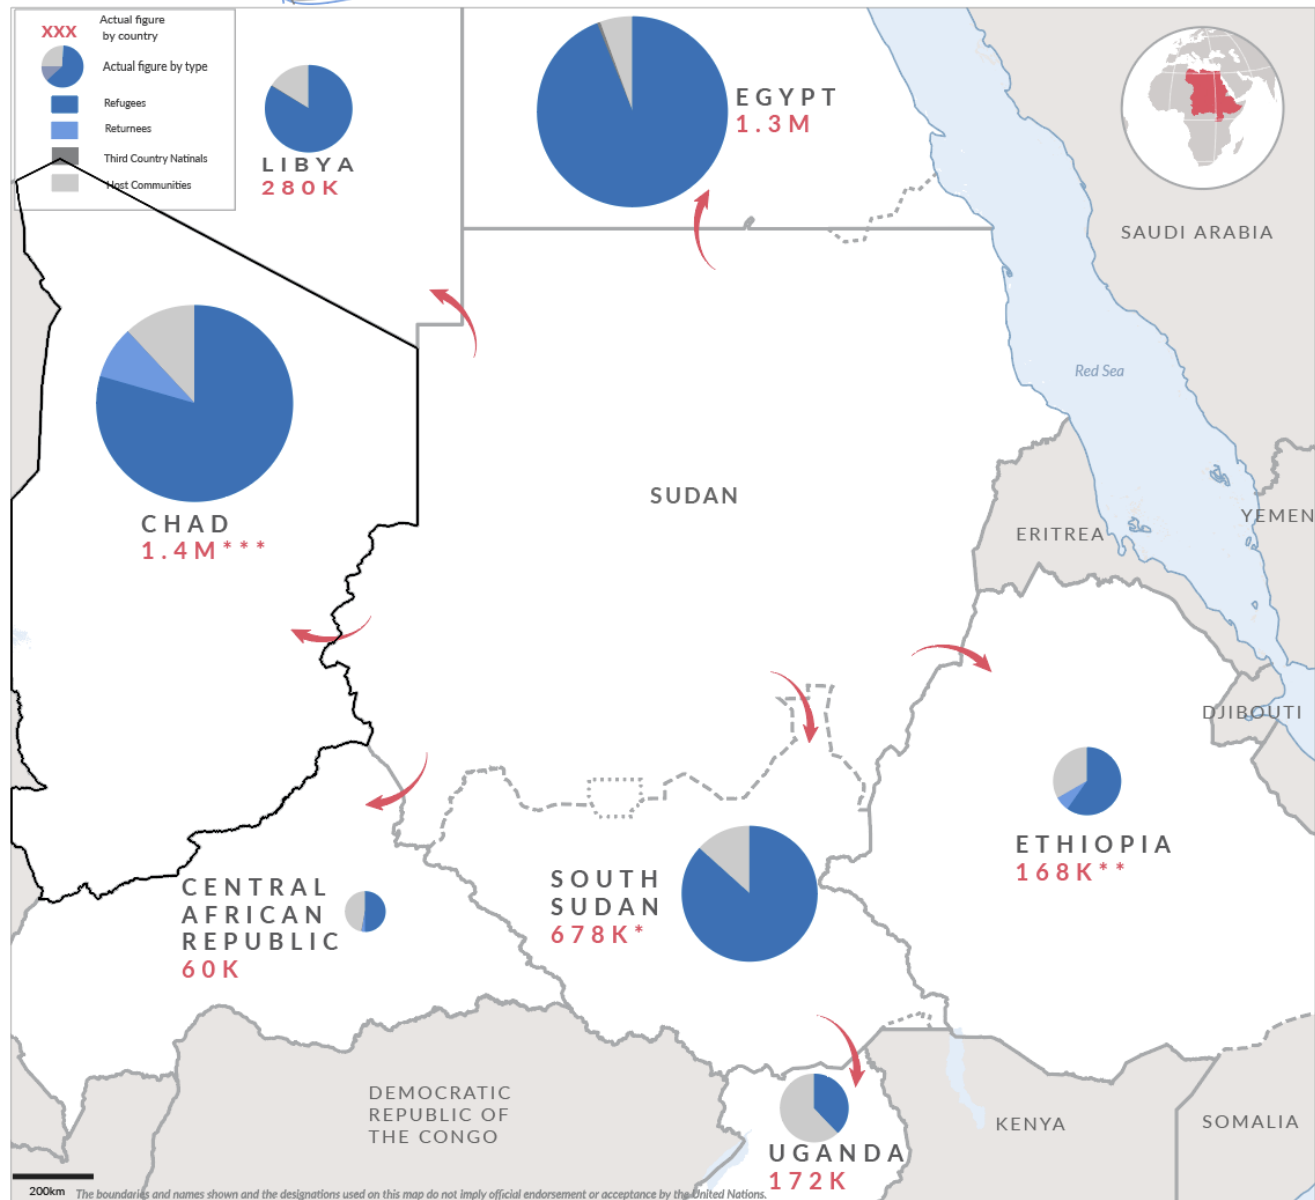 XXX
Actual figure
by country
Actual figure by type
Refugees
Returnees
Third Country Natinals
Host Communities
LIBYA
280K
EGYPT
1.3M
SAUDI ARABIA
Red Sea
CHAD
1.4M***
SUDAN
ERITREA
YEMEN
DJIBOUTI
ETHIOPIA
168K**
SOUTH
SUDAN
678K*
CENTRAL
AFRICAN
REPUBLIC
60K
DEMOCRATIC
REPUBLIC OF
THE CONGO
UGANDA
172K
KENYA
SOMALIA
200km
The boundaries and names shown and the designations used on this map do not imply official endorsement or acceptance by the United Nations.